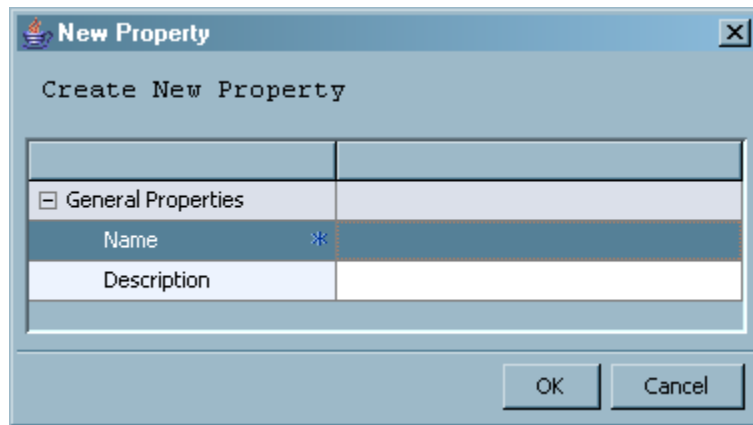 New Property
Create New Property
General Properties
Name *
Description
OK Cancel